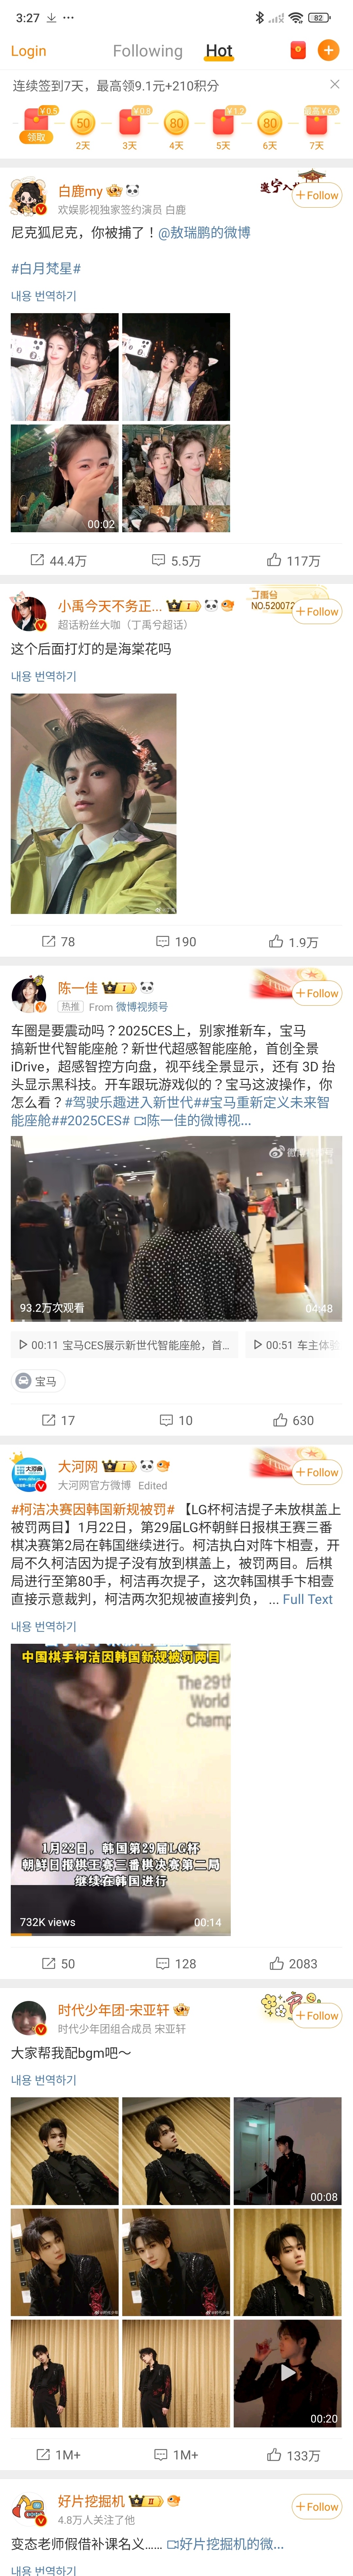 3:27
82
Login
Following
Hot
连续签到7天，最高领9.1元+210积分
¥0.5
50
¥0.8
80
¥1.2
80
最高¥6.6
领取
2天
3天
4天
5天
6天
7天
白鹿my
+Follow
欢娱影视独家签约演员 白鹿
尼克狐尼克，你被捕了！@敖瑞鹏的微博
#白月梵星#
내용 번역하기
00:02
44.4万
5.5万
117万
小禹今天不务正...
I
NO.520072
+Follow
超话粉丝大咖（丁禹兮超话）
这个后面打灯的是海棠花吗
내용 번역하기
78
190
1.9万
陈一佳
I
+Follow
热推
From 微博视频号
车圈是要震动吗？2025CES上，别家推新车，宝马
搞新世代智能座舱？新世代超感智能座舱，首创全景
iDrive，超感智控方向盘，视平线全景显示，还有 3D 抬
头显示黑科技。开车跟玩游戏似的？宝马这波操作，你
怎么看？#驾驶乐趣进入新世代##宝马重新定义未来智
能座舱##2025CES# 陈一佳的微博视...
93.2万次观看
04:48
00:11 宝马CES展示新世代智能座舱，首...
00:51 车主体验
宝马
17
10
630
大河网
I
+Follow
大河网官方微博
Edited
#柯洁决赛因韩国新规被罚# 【LG杯柯洁提子未放棋盖上
被罚两目】1月22日，第29届LG杯朝鲜日报棋王赛三番
棋决赛第2局在韩国继续进行。柯洁执白对阵卞相壹，开
局不久柯洁因为提子没有放到棋盖上，被罚两目。后棋
局进行至第80手，柯洁再次提子，这次韩国棋手卞相壹
直接示意裁判，柯洁两次犯规被直接判负， ... Full Text
내용 번역하기
中国棋手柯洁因韩国新规被罚两目
The 29th
World
Champ
1月22日，韩国第29届LG杯
朝鲜日报棋王赛三番棋决赛第二局
继续在韩国进行
732K views
00:14
50
128
2083
时代少年团-宋亚轩
+Follow
时代少年团组合成员 宋亚轩
大家帮我配bgm吧～
내용 번역하기
00:08
00:20
1M+
1M+
133万
好片挖掘机
II
+Follow
4.8万人关注了他
变态老师假借补课名义…… 好片挖掘机的微...
내용 번역하기